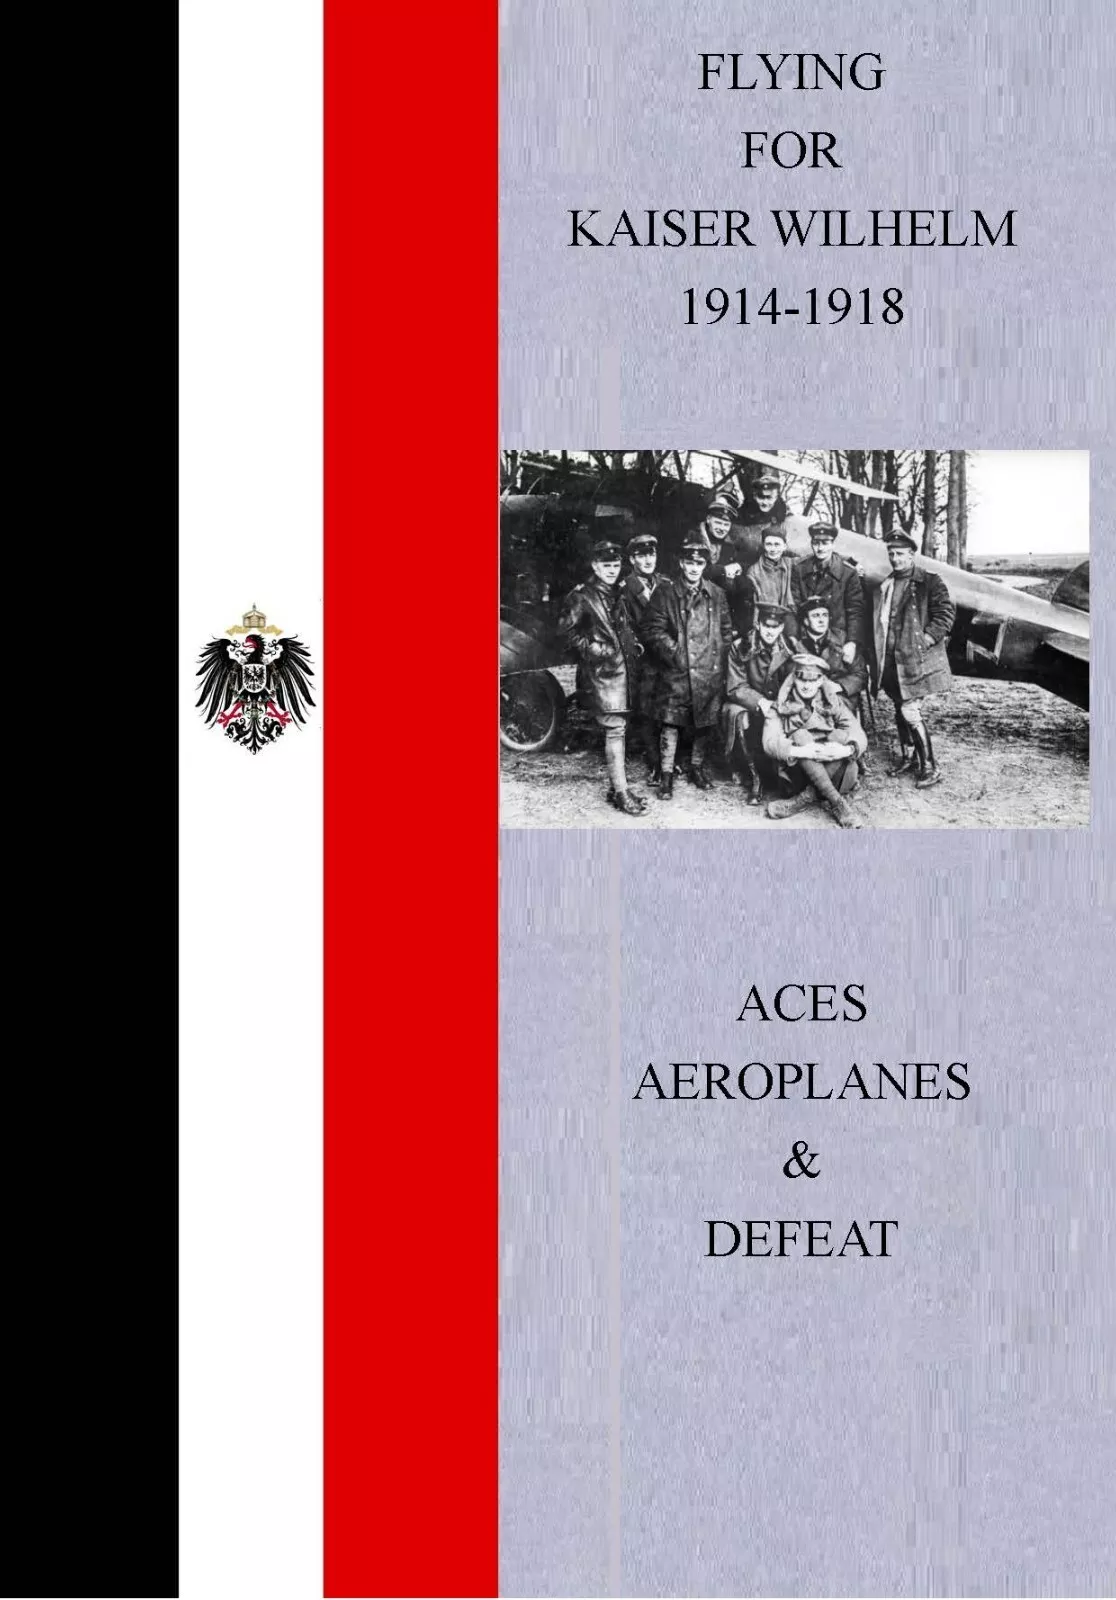 FLYING
FOR
KAISER WILHELM
1914-1918
ACES
AEROPLANES
&
DEFEAT